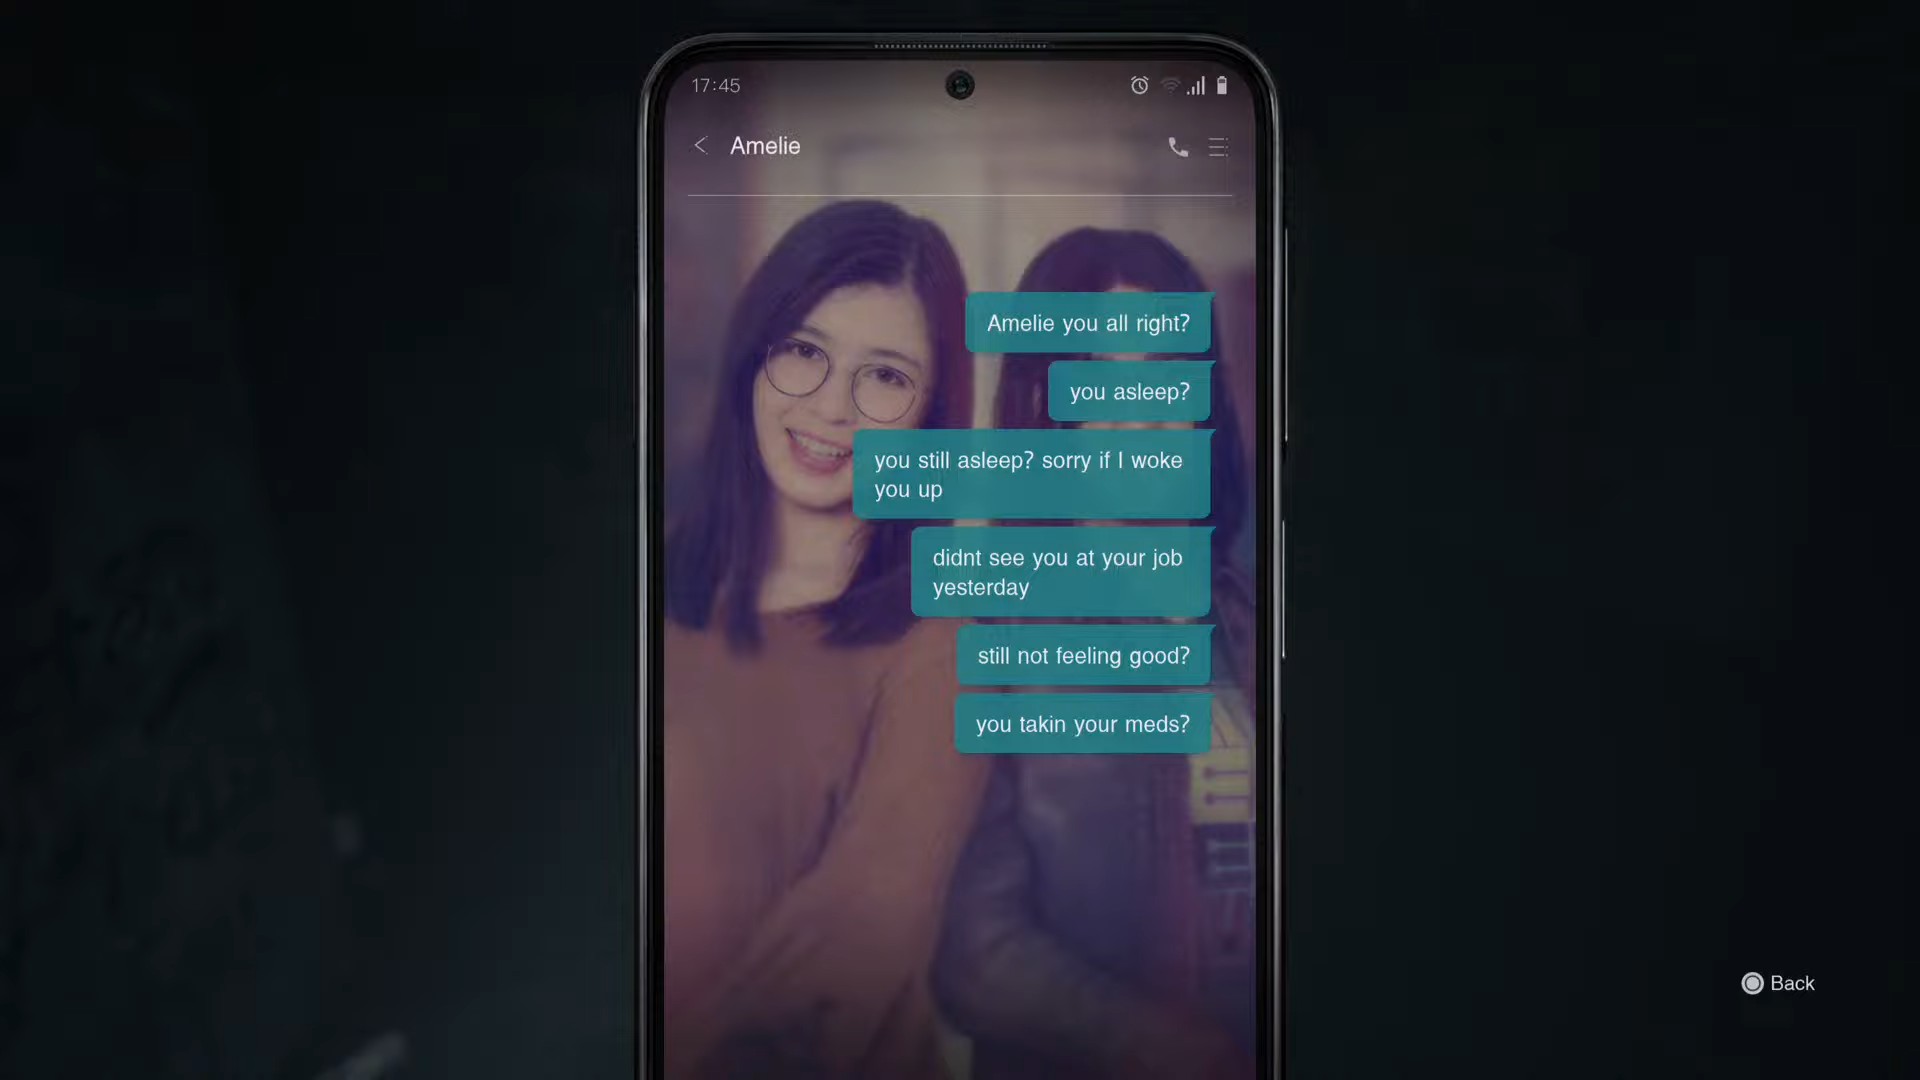 17:45
Amelie
Amelie you all right?
you asleep?
you still asleep? sorry if I woke
you up
didnt see you at your job
yesterday
still not feeling good?
you takin your meds?
Back